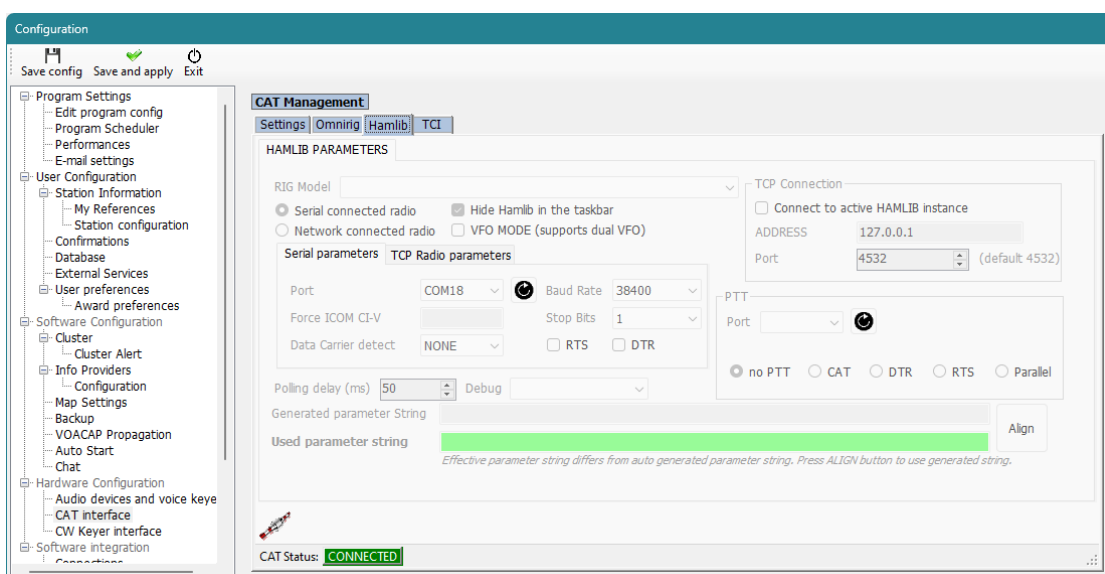 Configuration
Save config Save and apply Exit
Program Settings
Edit program config
Program Scheduler
Performances
E-mail settings
User Configuration
Station Information
My References
Station configuration
Confirmations
Database
External Services
User preferences
Award preferences
Software Configuration
Cluster
Cluster Alert
Info Providers
Configuration
Map Settings
Backup
VOACAP Propagation
Auto Start
Chat
Hardware Configuration
Audio devices and voice keye
CAT interface
CW Keyer interface
Software integration
Connections
CAT Management
Settings Omnirig Hamlib TCI
HAMLIB PARAMETERS
RIG Model
Serial connected radio Hide Hamlib in the taskbar
Network connected radio VFO MODE (supports dual VFO)
Serial parameters TCP Radio parameters
Port COM18 Baud Rate 38400
Force ICOM CI-V Stop Bits 1
Data Carrier detect NONE RTS DTR
Polling delay (ms) 50 Debug
TCP Connection
Connect to active HAMLIB instance
ADDRESS 127.0.0.1
Port 4532 (default 4532)
PTT
Port
no PTT CAT DTR RTS Parallel
Generated parameter String
Used parameter string
Align
Effective parameter string differs from auto generated parameter string. Press ALIGN button to use generated string.
CAT Status: CONNECTED